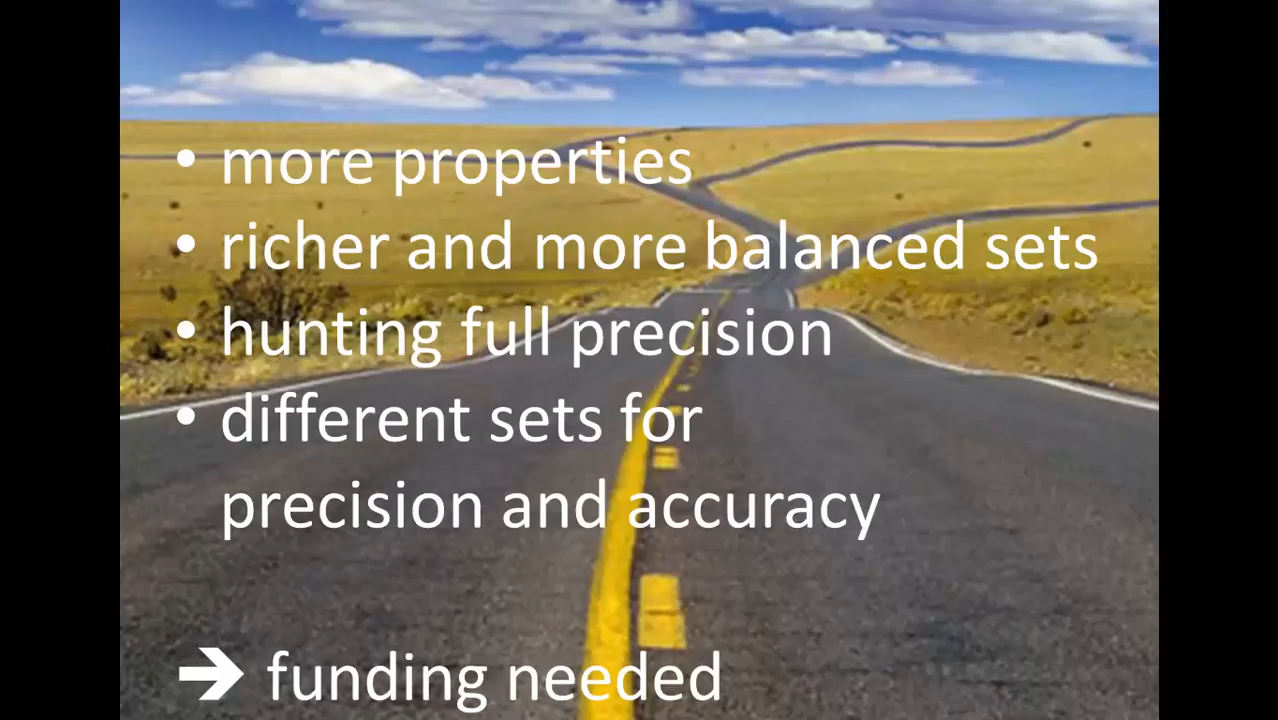 • more properties
• richer and more balanced sets
• hunting full precision
• different sets for
precision and accuracy
➔ funding needed